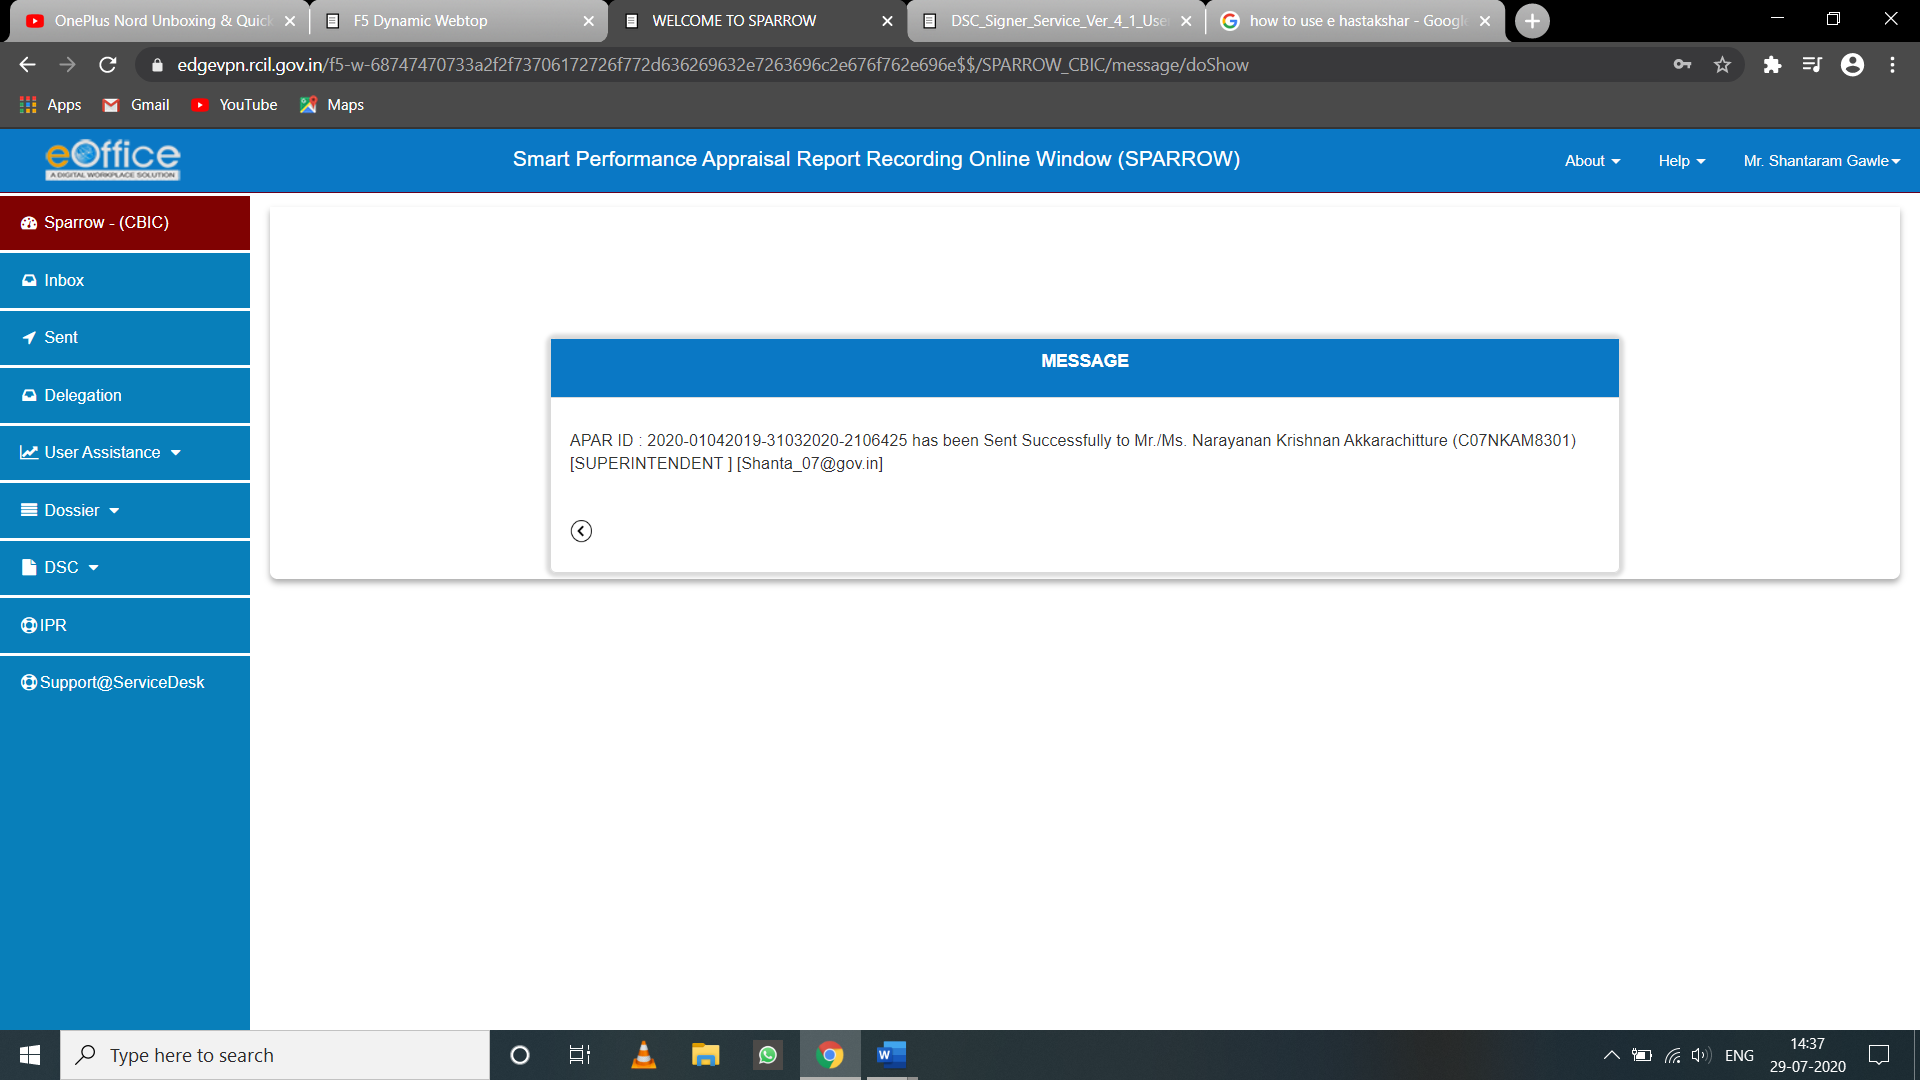 OnePlus Nord Unboxing & Quick
F5 Dynamic Webtop
WELCOME TO SPARROW
DSC_Signer_Service_Ver_4_1_Use
how to use e hastakshar - Googl
edgevpn.rcil.gov.in/f5-w-68747470733a2f2f73706172726f772d636269632e7263696c2e676f762e696e$$/SPARROW_CBIC/message/doShow
Apps
Gmail
YouTube
Maps
eOffice
A DIGITAL WORKPLACE SOLUTION
Smart Performance Appraisal Report Recording Online Window (SPARROW)
About
Help
Mr. Shantaram Gawle
Sparrow - (CBIC)
Inbox
Sent
Delegation
User Assistance
Dossier
DSC
IPR
Support@ServiceDesk
MESSAGE
APAR ID : 2020-01042019-31032020-2106425 has been Sent Successfully to Mr./Ms. Narayanan Krishnan Akkarachitture (C07NKAM8301)
[SUPERINTENDENT ] [Shanta_07@gov.in]
Type here to search
W
ENG
14:37
29-07-2020